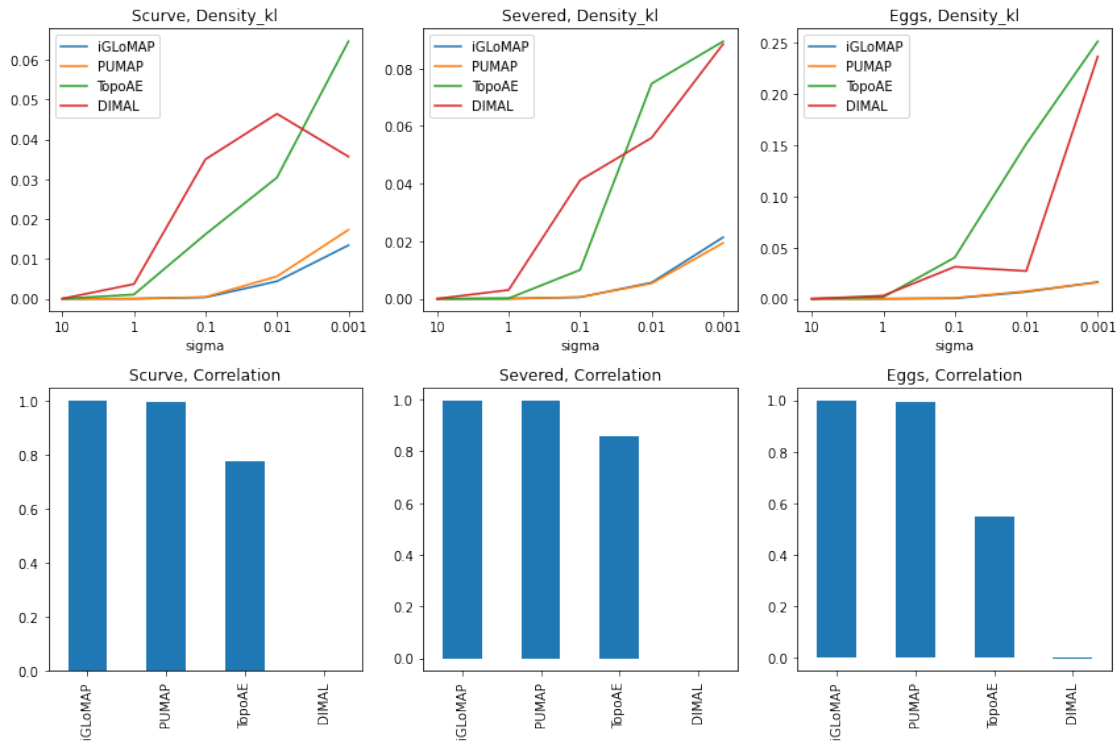 Scurve, Density_kl
iGLoMAP
PUMAP
TopoAE
DIMAL
0.06
0.05
0.04
0.03
0.02
0.01
0.00
10 1 0.1 0.01 0.001
sigma
Severed, Density_kl
iGLoMAP
PUMAP
TopoAE
DIMAL
0.08
0.06
0.04
0.02
0.00
10 1 0.1 0.01 0.001
sigma
Eggs, Density_kl
iGLoMAP
PUMAP
TopoAE
DIMAL
0.25
0.20
0.15
0.10
0.05
0.00
10 1 0.1 0.01 0.001
sigma
Scurve, Correlation
1.0
0.8
0.6
0.4
0.2
0.0
iGLoMAP
PUMAP
TopoAE
DIMAL
Severed, Correlation
1.0
0.8
0.6
0.4
0.2
0.0
iGLoMAP
PUMAP
TopoAE
DIMAL
Eggs, Correlation
1.0
0.8
0.6
0.4
0.2
0.0
iGLoMAP
PUMAP
TopoAE
DIMAL